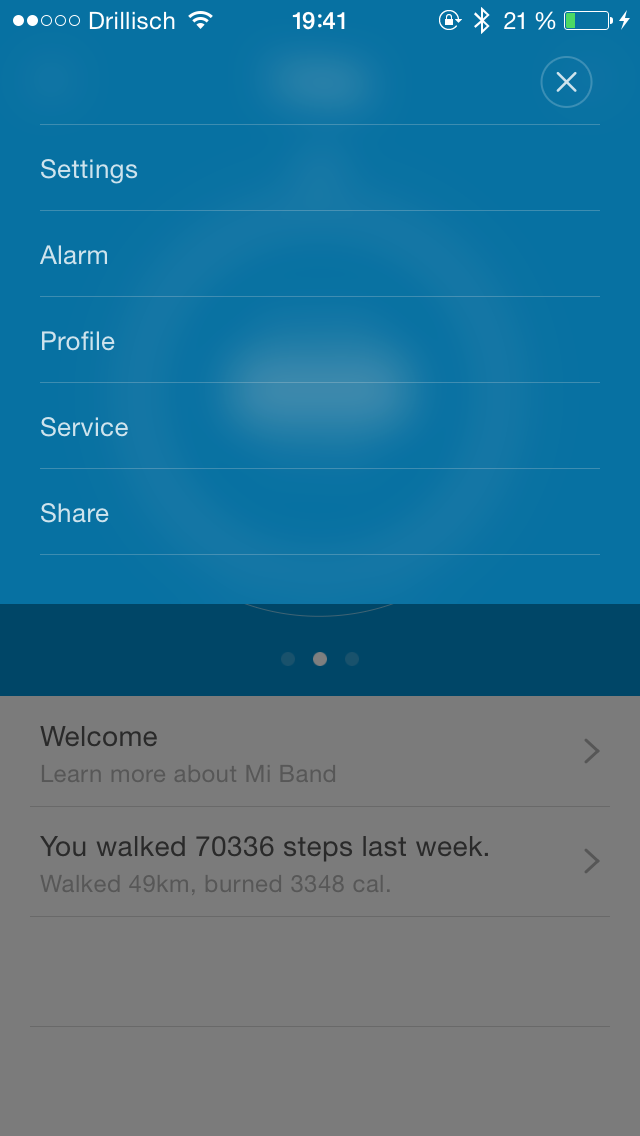 Drillisch 19:41 21 %
Settings
Alarm
Profile
Service
Share
Welcome
Learn more about Mi Band
You walked 70336 steps last week.
Walked 49km, burned 3348 cal.